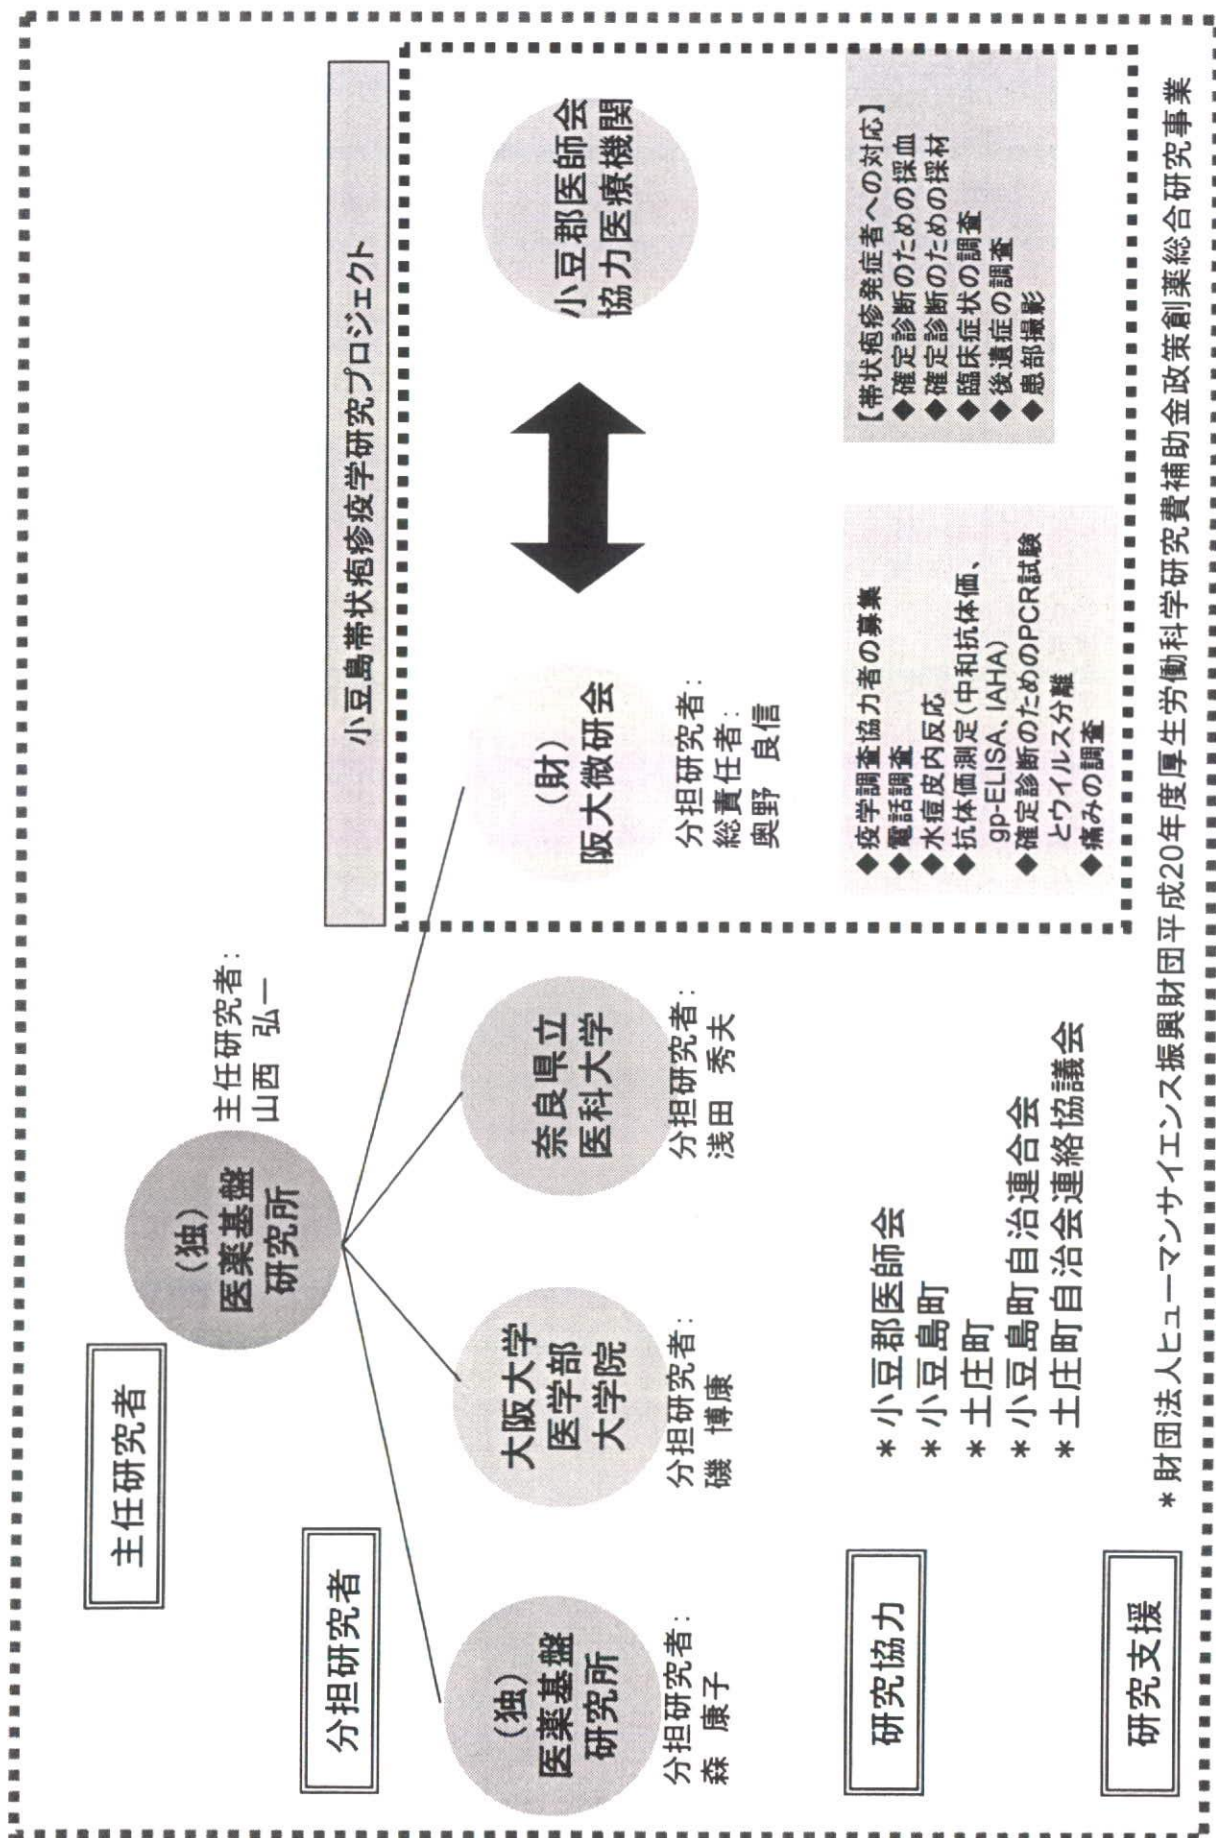 主任研究者
(独)
医薬基盤
研究所
主任研究者:
山西 弘一
分担研究者
(独)
医薬基盤
研究所
分担研究者:
森 康子
大阪大学
医学部
大学院
分担研究者:
磯 博康
奈良県立
医科大学
分担研究者:
浅田 秀夫
小豆島帯状疱疹疫学研究プロジェクト
(財)
阪大微研会
分担研究者:
総責任者:
奥野 良信
小豆郡医師会
協力医療機関
◆疫学調査協力者の募集
◆電話調査
◆水痘皮内反応
◆抗体価測定(中和抗体価、
gp-ELISA、IAHA)
◆確定診断のためのPCR試験
とウイルス分離
◆痛みの調査
【帯状疱疹発症者への対応】
◆確定診断のための採血
◆確定診断のための採材
◆臨床症状の調査
◆後遺症の調査
◆患部撮影
研究協力
*小豆郡医師会
*小豆島町
*土庄町
*小豆島町自治連合会
*土庄町自治会連絡協議会
研究支援
*財団法人ヒューマンサイエンス振興財団平成20年度厚生労働科学研究費補助金政策創薬総合研究事業